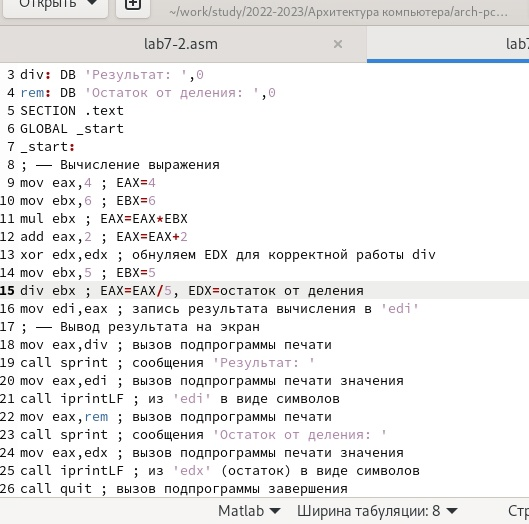 Открыть
~/work/study/2022-2023/Архитектура компьютера/arch-pc...
lab7-2.asm × lab7
3 div: DB 'Результат: ',0
4 rem: DB 'Остаток от деления: ',0
5 SECTION .text
6 GLOBAL _start
7 _start:
8 ; —— Вычисление выражения
9 mov eax,4 ; EAX=4
10 mov ebx,6 ; EBX=6
11 mul ebx ; EAX=EAX*EBX
12 add eax,2 ; EAX=EAX+2
13 xor edx,edx ; обнуляем EDX для корректной работы div
14 mov ebx,5 ; EBX=5
15 div ebx ; EAX=EAX/5, EDX=остаток от деления
16 mov edi,eax ; запись результата вычисления в 'edi'
17 ; —— Вывод результата на экран
18 mov eax,div ; вызов подпрограммы печати
19 call sprint ; сообщения 'Результат: '
20 mov eax,edi ; вызов подпрограммы печати значения
21 call iprintLF ; из 'edi' в виде символов
22 mov eax,rem ; вызов подпрограммы печати
23 call sprint ; сообщения 'Остаток от деления: '
24 mov eax,edx ; вызов подпрограммы печати значения
25 call iprintLF ; из 'edx' (остаток) в виде символов
26 call quit ; вызов подпрограммы завершения
Matlab Ширина табуляции: 8 Стр